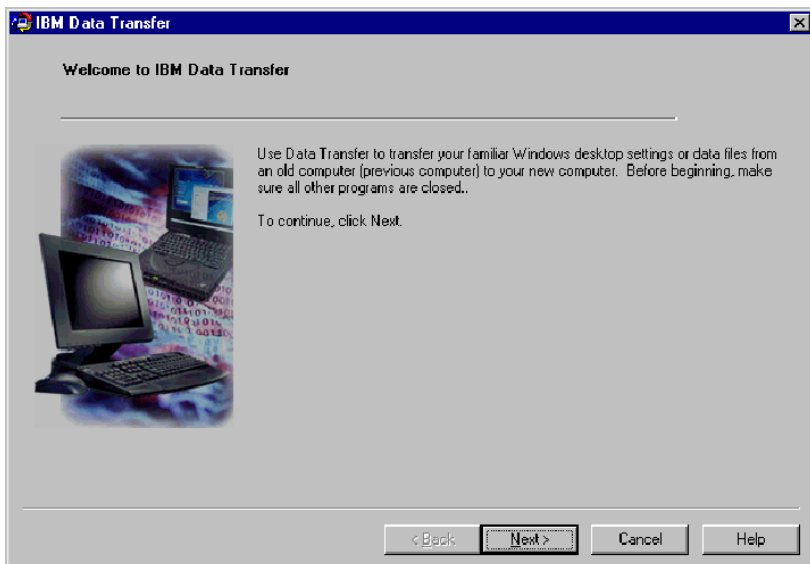 IBM Data Transfer
Welcome to IBM Data Transfer
Use Data Transfer to transfer your familiar Windows desktop settings or data files from
an old computer (previous computer) to your new computer.  Before beginning, make
sure all other programs are closed..
To continue, click Next.
< Back
Next >
Cancel
Help